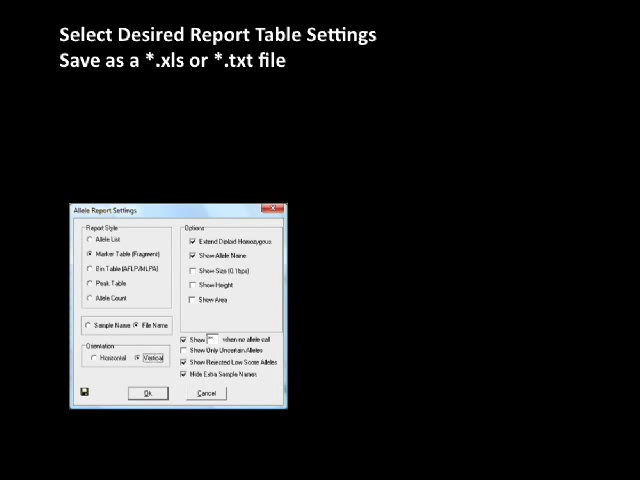 Select Desired Report Table Settings
Save as a *.xls or *.txt file
Allele Report Settings
Report Style
Allele List
Marker Table (Fragment)
Bin Table (AFLP/MLPA)
Peak Table
Allele Count
Sample Name File Name
Orientation
Horizontal Vertical
Options
Extend Diploid Homozygous
Show Allele Name
Show Size (0.1bps)
Show Height
Show Area
Show when no allele call
Show Only Uncertain Alleles
Show Rejected Low Score Alleles
Hide Extra Sample Names
Ok Cancel